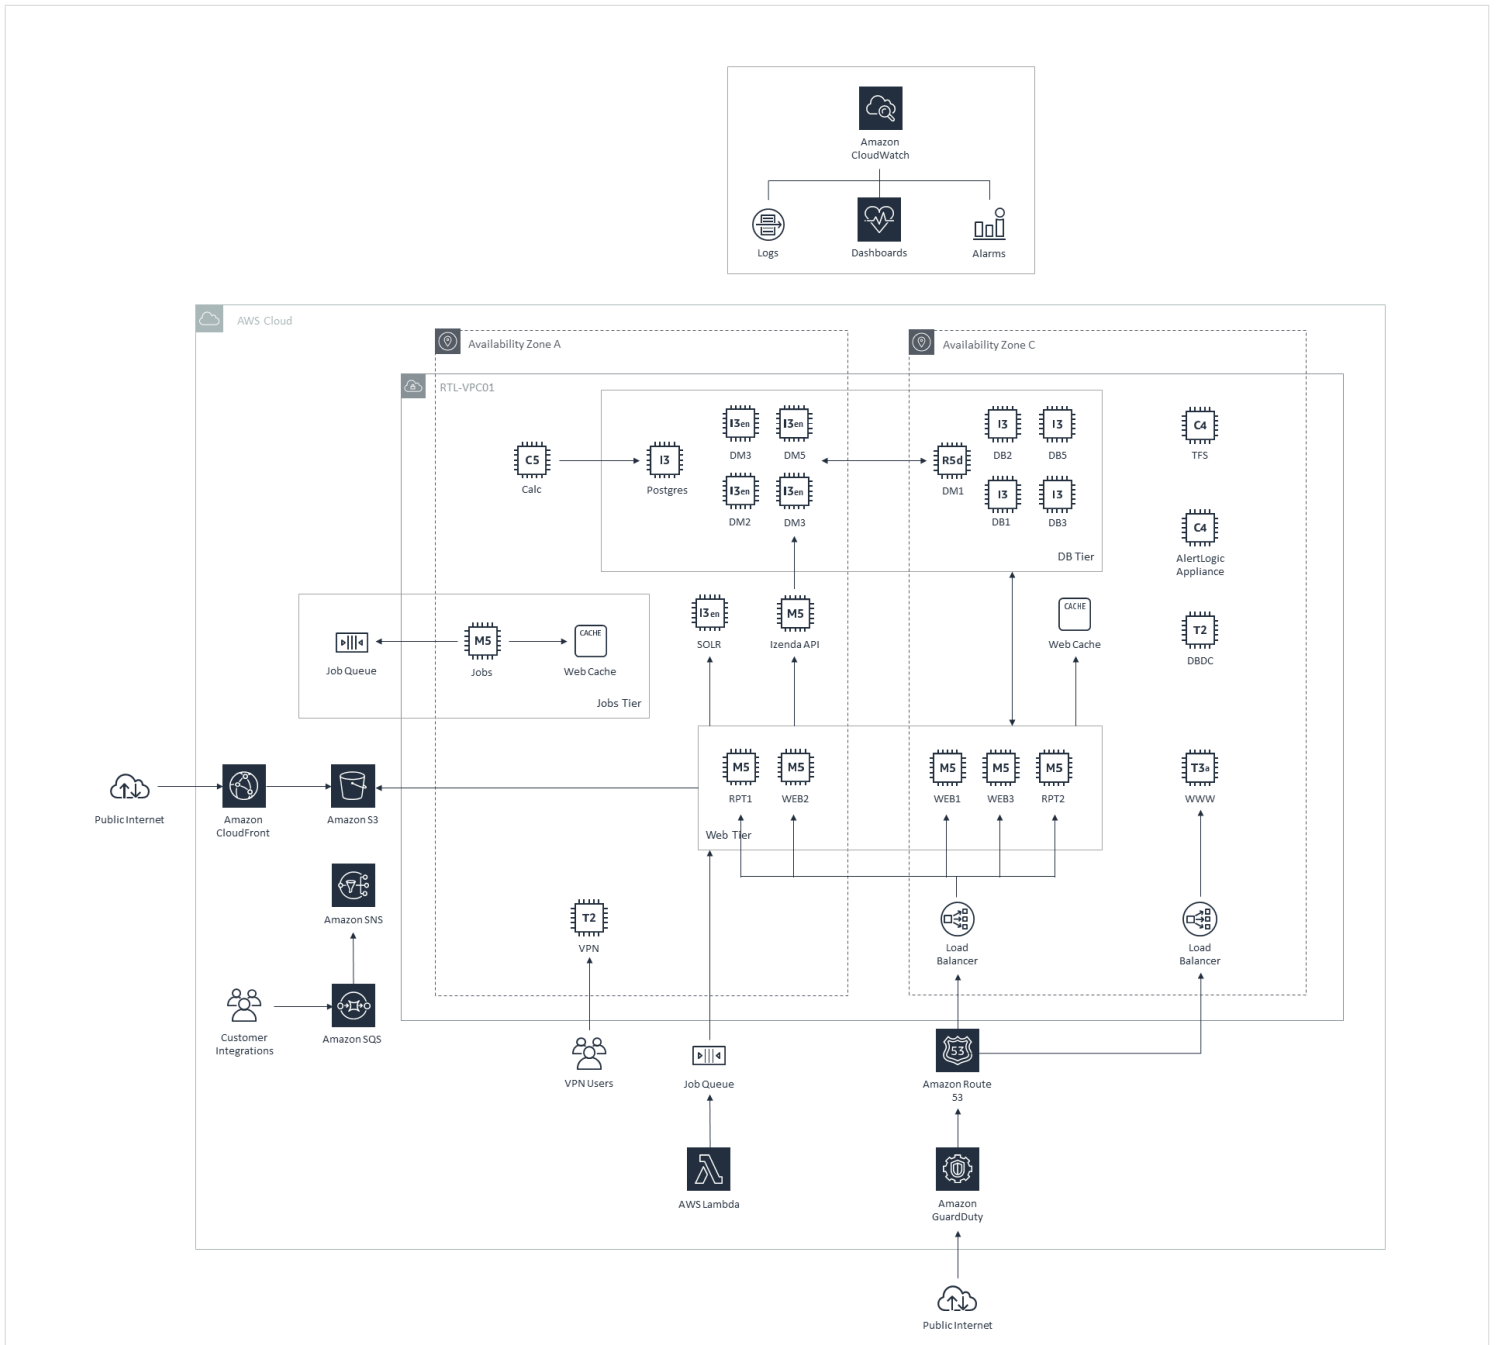 Amazon
CloudWatch
Logs
Dashboards
Alarms
AWS Cloud
Availability Zone A
Availability Zone C
RTL-VPC01
C5
Calc
I3
Postgres
I3en
DM3
I3en
DM5
I3en
DM2
I3en
DM3
R5d
DM1
I3
DB2
I3
DB5
I3
DB1
I3
DB3
DB Tier
C4
TFS
C4
AlertLogic
Appliance
T2
DBDC
Job Queue
M5
Jobs
CACHE
Web Cache
Jobs Tier
I3en
SOLR
M5
Izenda API
CACHE
Web Cache
Public Internet
Amazon
CloudFront
Amazon S3
M5
RPT1
M5
WEB2
Web Tier
M5
WEB1
M5
WEB3
M5
RPT2
T3a
WWW
Amazon SNS
Customer
Integrations
Amazon SQS
T2
VPN
VPN Users
Load
Balancer
Load
Balancer
Job Queue
AWS Lambda
53
Amazon Route
53
Amazon
GuardDuty
Public Internet